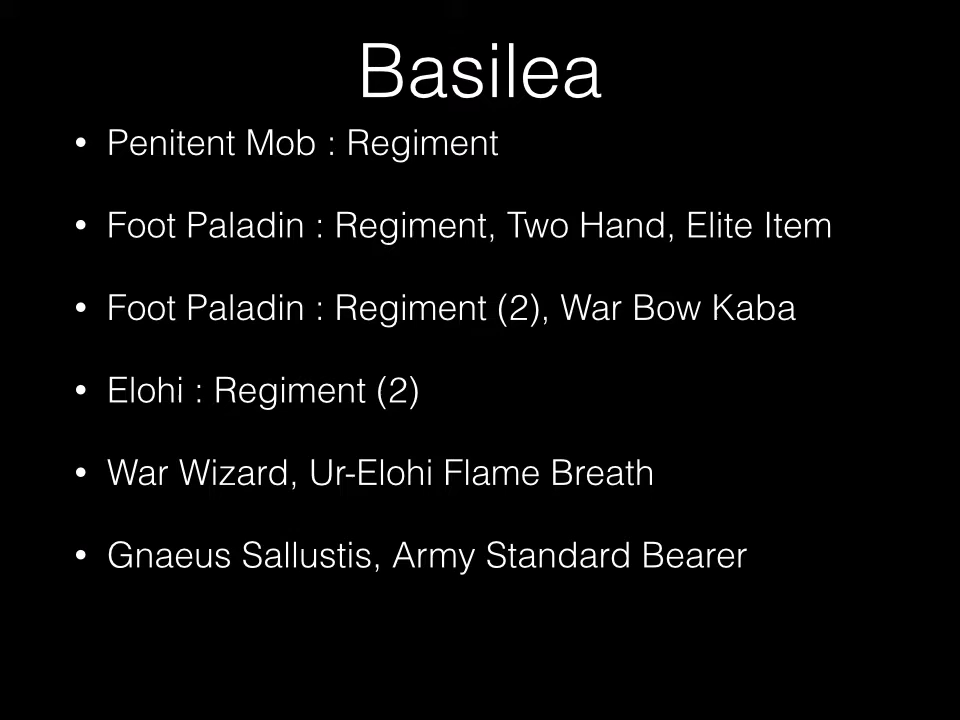 Basilea
• Penitent Mob : Regiment
• Foot Paladin : Regiment, Two Hand, Elite Item
• Foot Paladin : Regiment (2), War Bow Kaba
• Elohi : Regiment (2)
• War Wizard, Ur-Elohi Flame Breath
• Gnaeus Sallustis, Army Standard Bearer